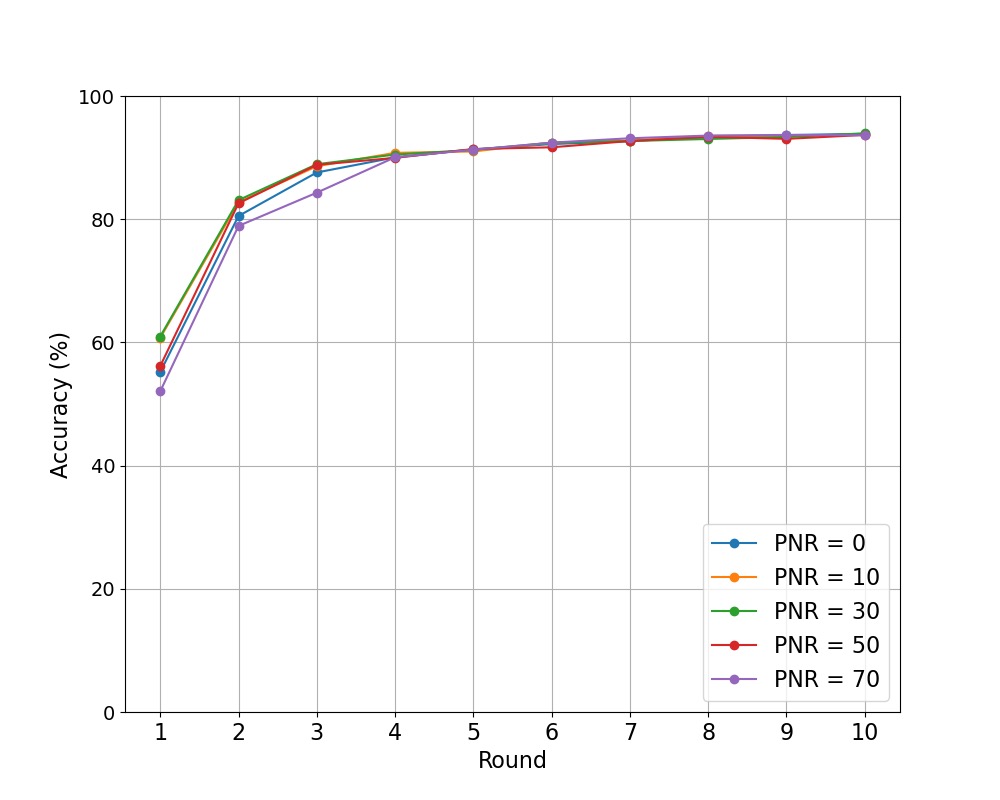 100
80
60
40
20
0
Accuracy (%)
1 2 3 4 5 6 7 8 9 10
Round
PNR = 0
PNR = 10
PNR = 30
PNR = 50
PNR = 70